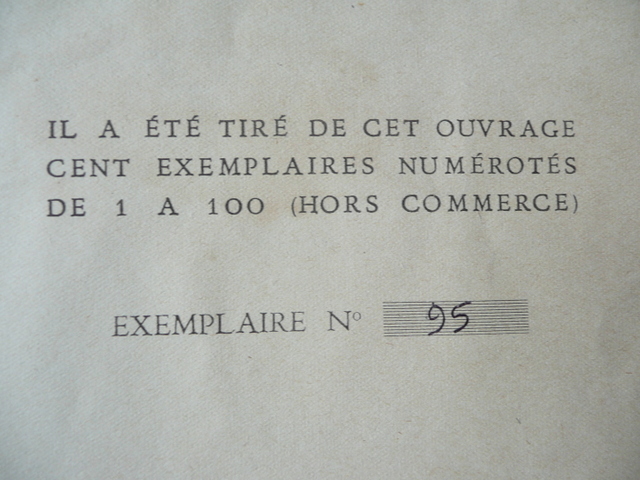 IL A ÉTÉ TIRÉ DE CET OUVRAGE
CENT EXEMPLAIRES NUMÉROTÉS
DE 1 A 100 (HORS COMMERCE)
EXEMPLAIRE Nº 95